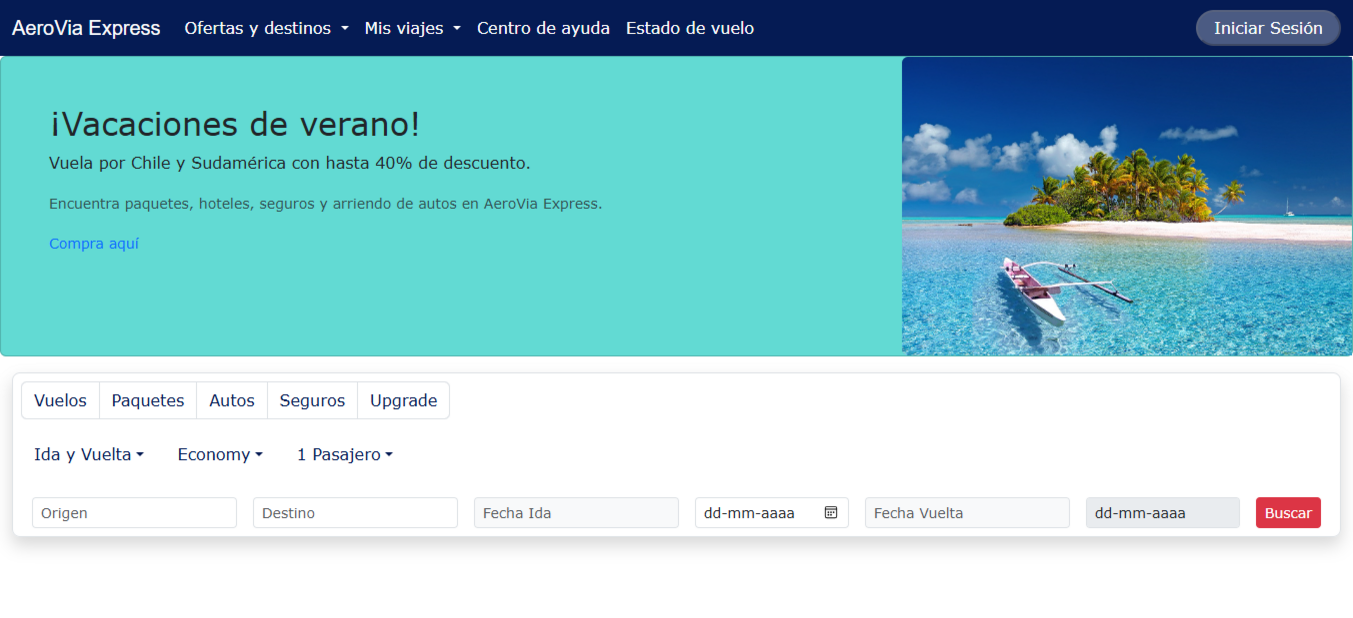 AeroVia Express Ofertas y destinos Mis viajes Centro de ayuda Estado de vuelo Iniciar Sesión
¡Vacaciones de verano!
Vuela por Chile y Sudamérica con hasta 40% de descuento.
Encuentra paquetes, hoteles, seguros y arriendo de autos en AeroVia Express.
Compra aquí
Vuelos Paquetes Autos Seguros Upgrade
Ida y Vuelta Economy 1 Pasajero
Origen Destino Fecha Ida dd-mm-aaaa Fecha Vuelta dd-mm-aaaa Buscar